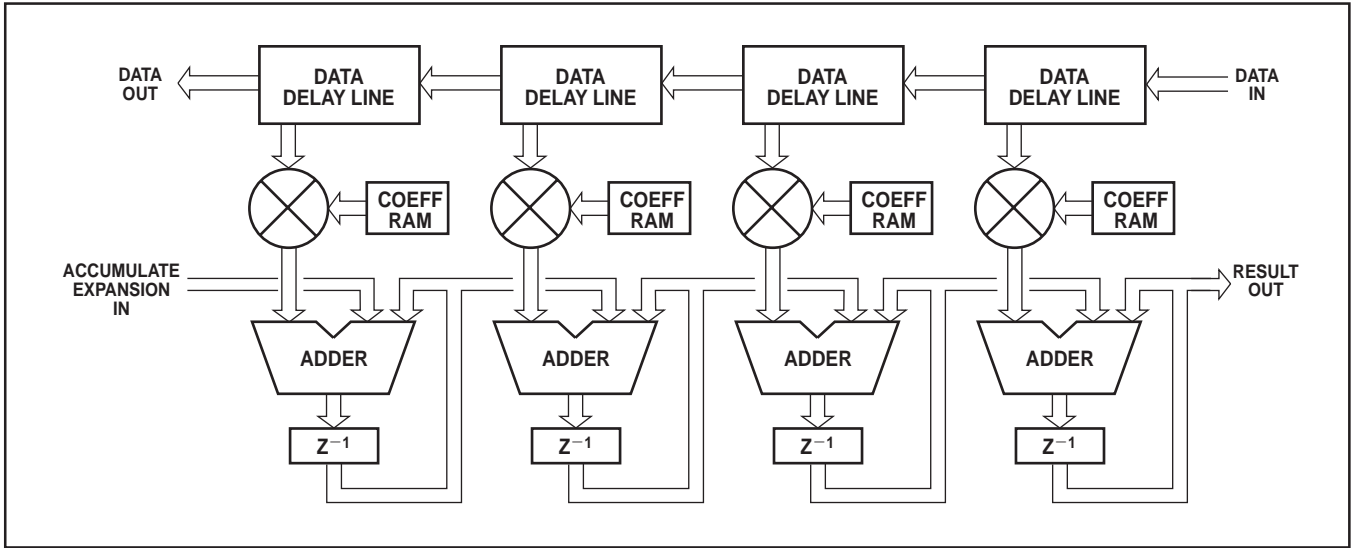 DATA
OUT
DATA
DELAY LINE
DATA
DELAY LINE
DATA
DELAY LINE
DATA
DELAY LINE
DATA
IN
COEFF
RAM
COEFF
RAM
COEFF
RAM
COEFF
RAM
ACCUMULATE
EXPANSION
IN
RESULT
OUT
ADDER
ADDER
ADDER
ADDER
Z⁻¹
Z⁻¹
Z⁻¹
Z⁻¹